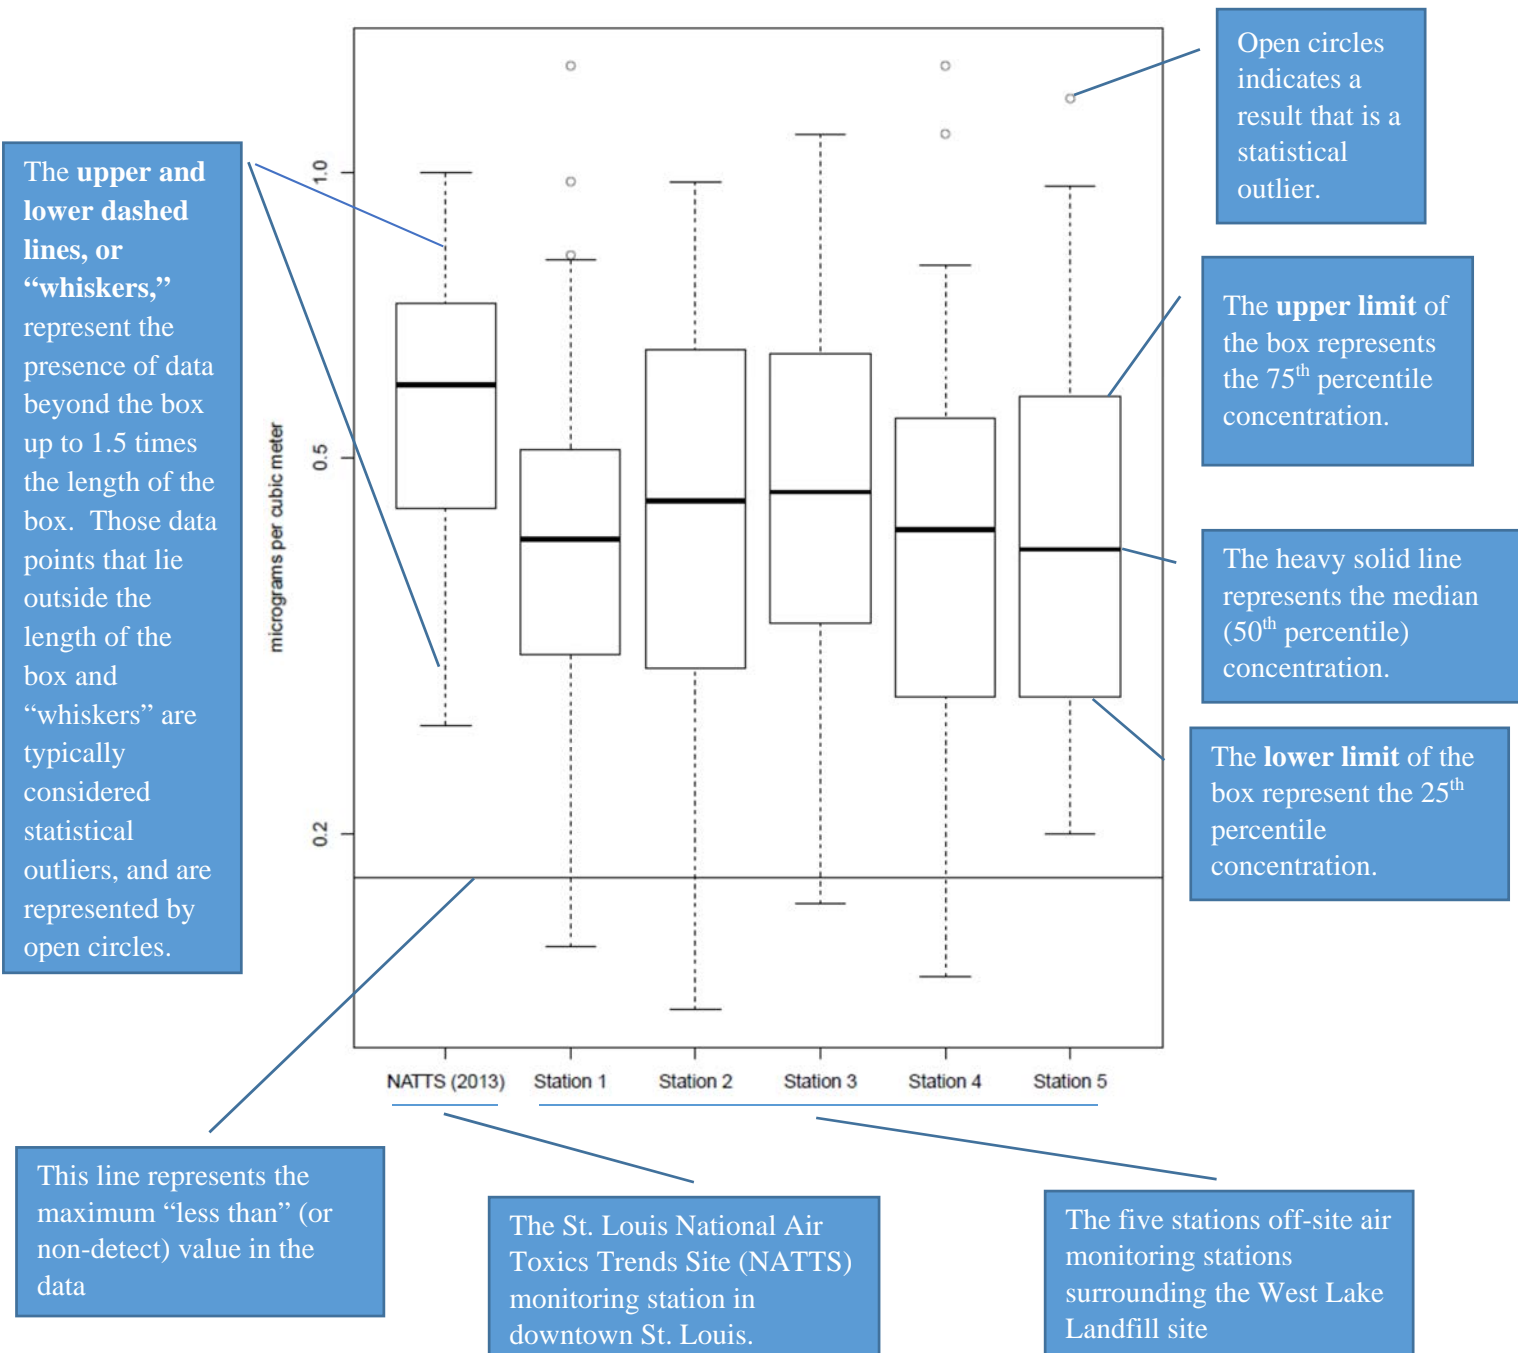 Open circles
indicates a
result that is a
statistical
outlier.
The upper and
lower dashed
lines, or
“whiskers,”
represent the
presence of data
beyond the box
up to 1.5 times
the length of the
box.  Those data
points that lie
outside the
length of the
box and
“whiskers” are
typically
considered
statistical
outliers, and are
represented by
open circles.
The upper limit of
the box represents
the 75th percentile
concentration.
The heavy solid line
represents the median
(50th percentile)
concentration.
The lower limit of the
box represent the 25th
percentile
concentration.
micrograms per cubic meter
1.0
0.5
0.2
NATTS (2013)
Station 1
Station 2
Station 3
Station 4
Station 5
This line represents the
maximum “less than” (or
non-detect) value in the
data
The St. Louis National Air
Toxics Trends Site (NATTS)
monitoring station in
downtown St. Louis.
The five stations off-site air
monitoring stations
surrounding the West Lake
Landfill site